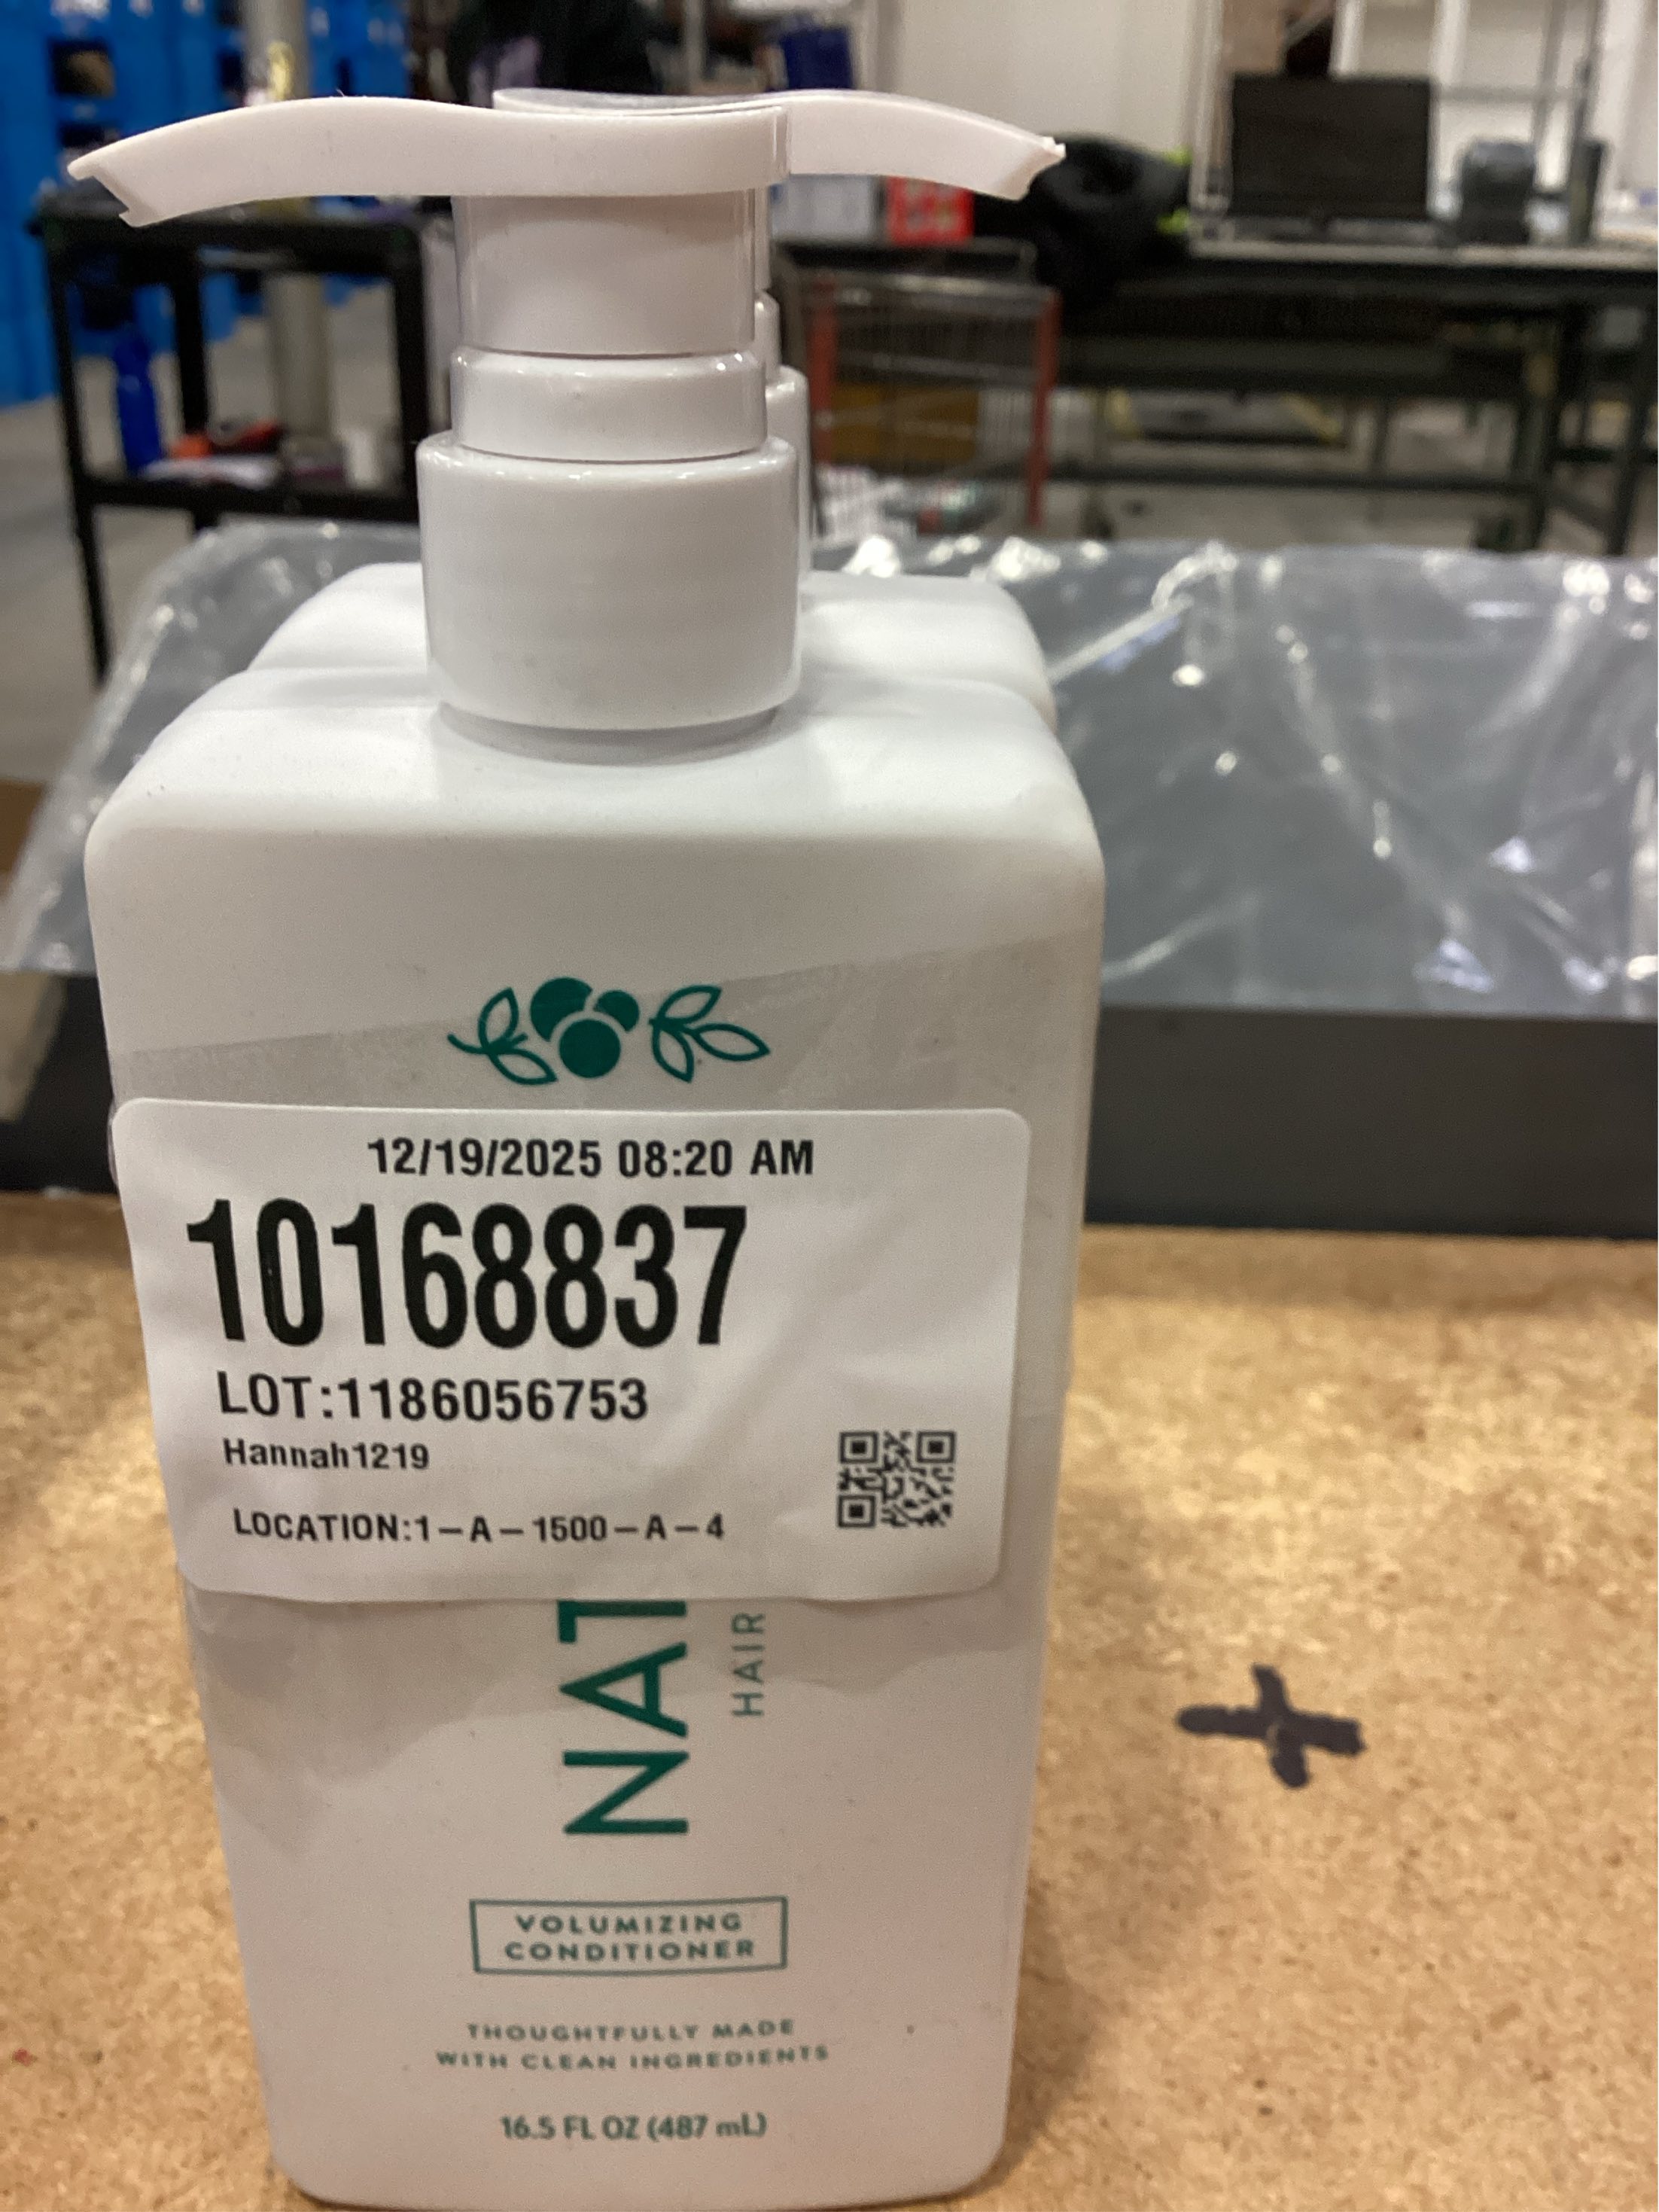 12/19/2025 08:20 AM
10168837
LOT:1186056753
Hannah1219
LOCATION:1-A-1500-A-4
HAIR
VOLUMIZING
CONDITIONER
THOUGHTFULLY MADE
WITH CLEAN INGREDIENTS
16.5 FL OZ (487 mL)